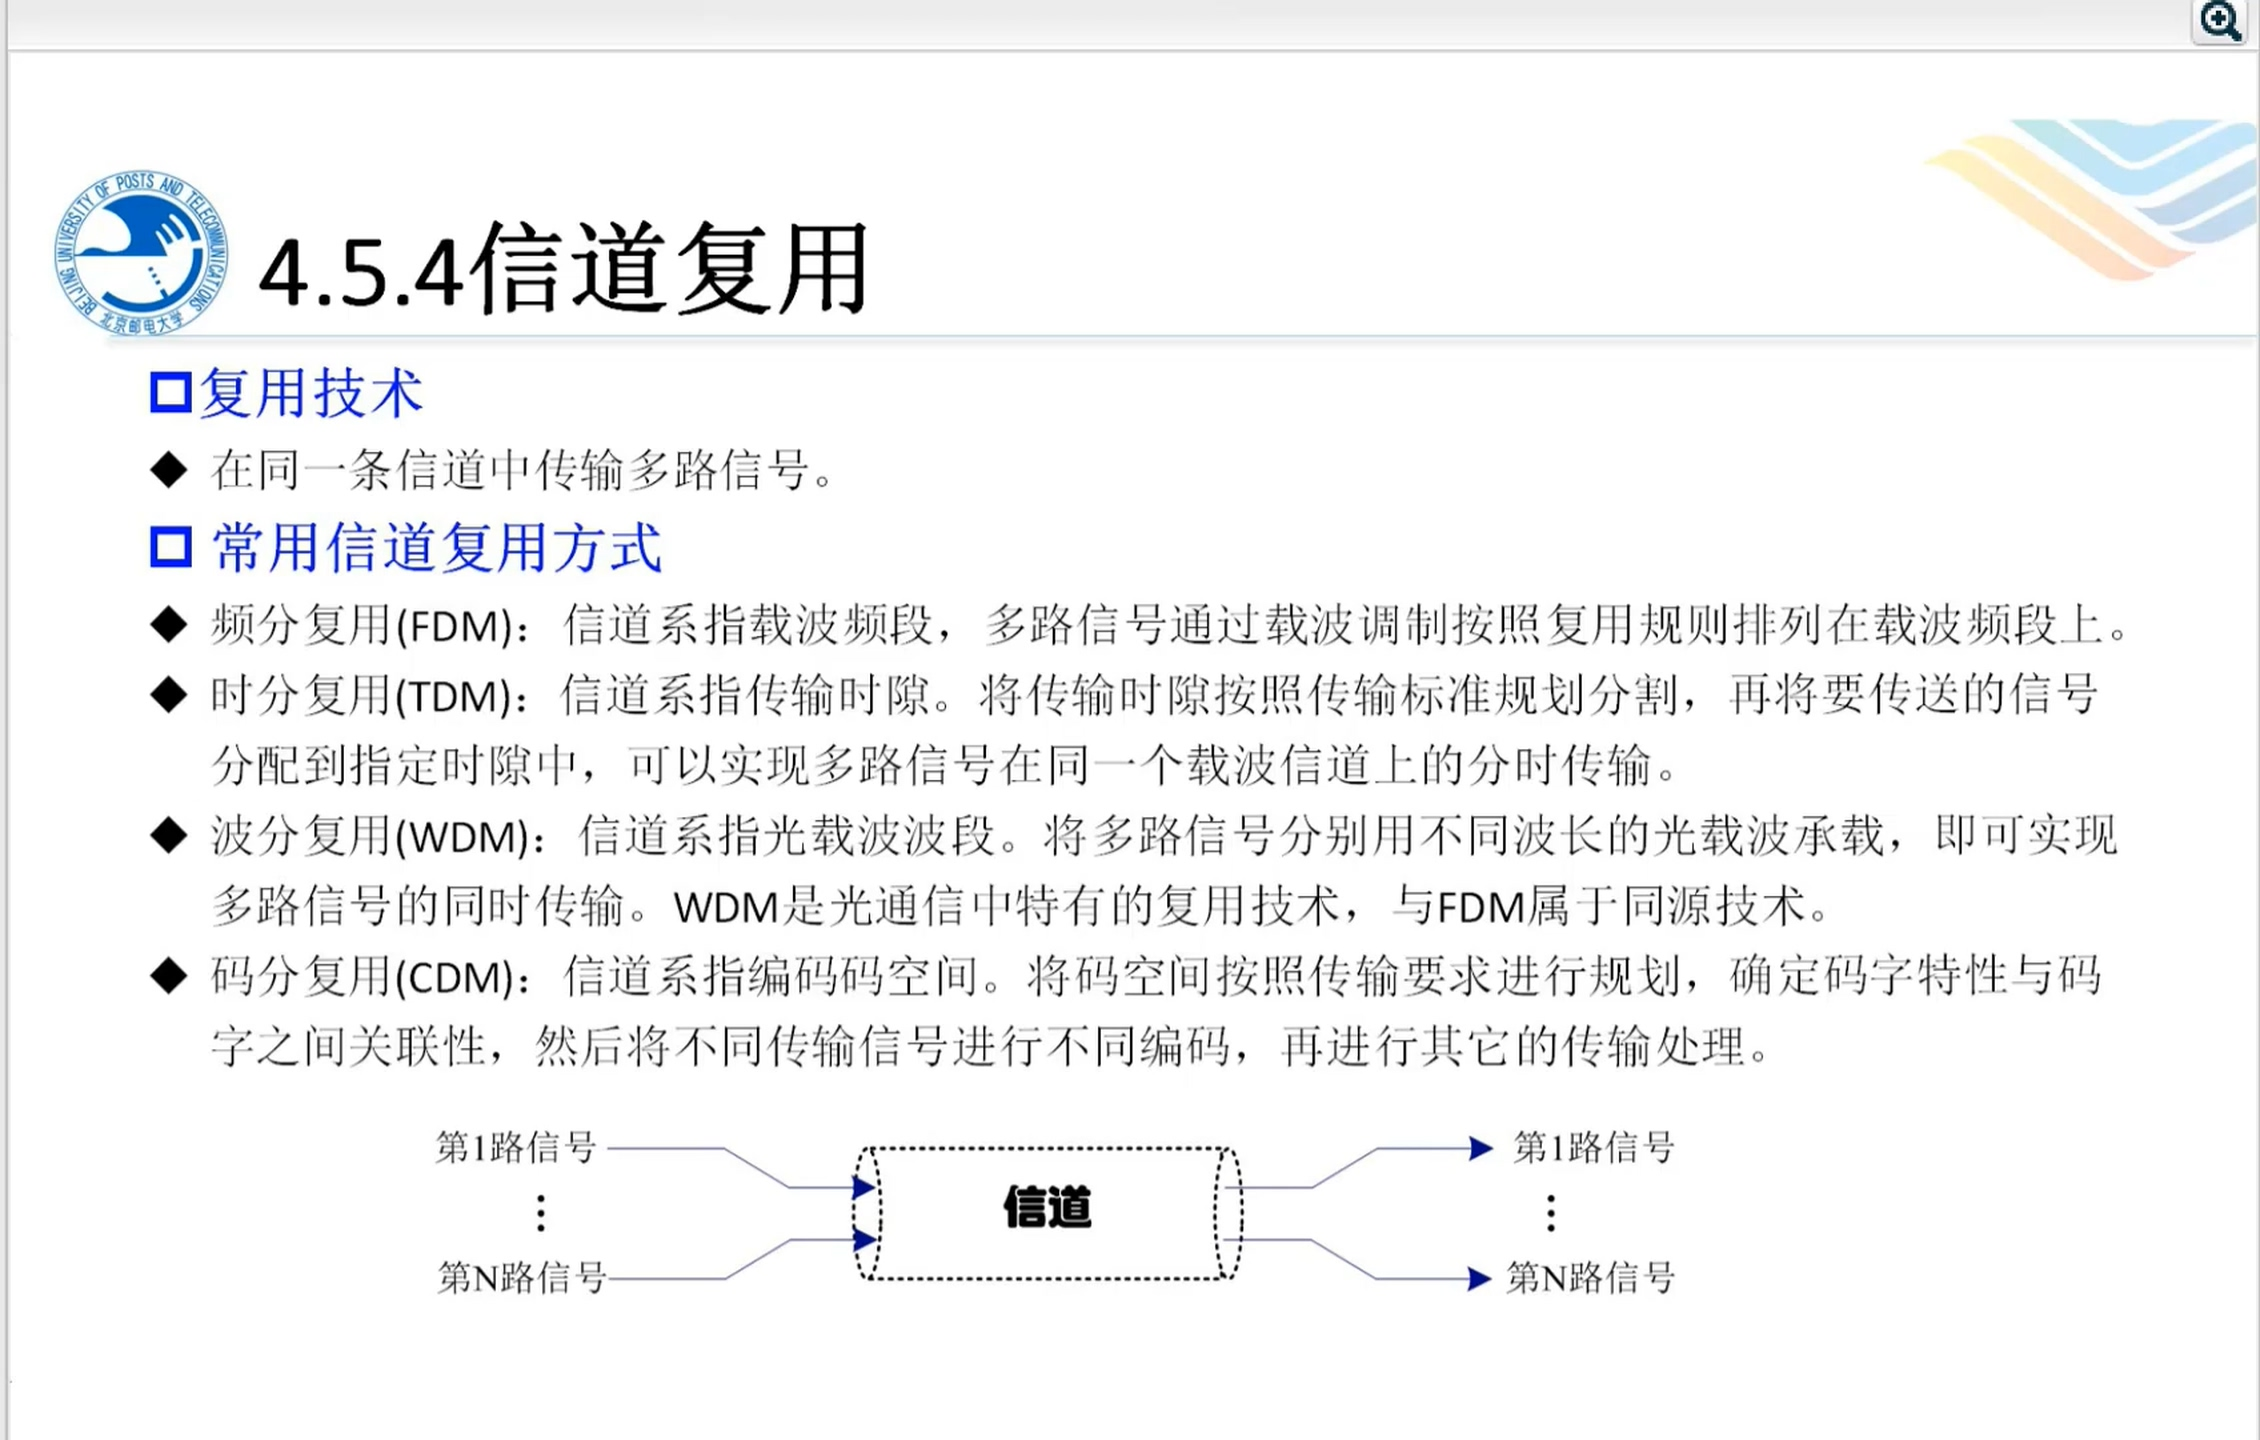 BEIJING UNIVERSITY OF POSTS AND TELECOMMUNICATIONS
北京邮电大学
4.5.4信道复用
复用技术
在同一条信道中传输多路信号。
常用信道复用方式
频分复用(FDM)：信道系指载波频段，多路信号通过载波调制按照复用规则排列在载波频段上。
时分复用(TDM)：信道系指传输时隙。将传输时隙按照传输标准规划分割，再将要传送的信号
分配到指定时隙中，可以实现多路信号在同一个载波信道上的分时传输。
波分复用(WDM)：信道系指光载波波段。将多路信号分别用不同波长的光载波承载，即可实现
多路信号的同时传输。WDM是光通信中特有的复用技术，与FDM属于同源技术。
码分复用(CDM)：信道系指编码码空间。将码空间按照传输要求进行规划，确定码字特性与码
字之间关联性，然后将不同传输信号进行不同编码，再进行其它的传输处理。
第1路信号
第N路信号
信道
第1路信号
第N路信号